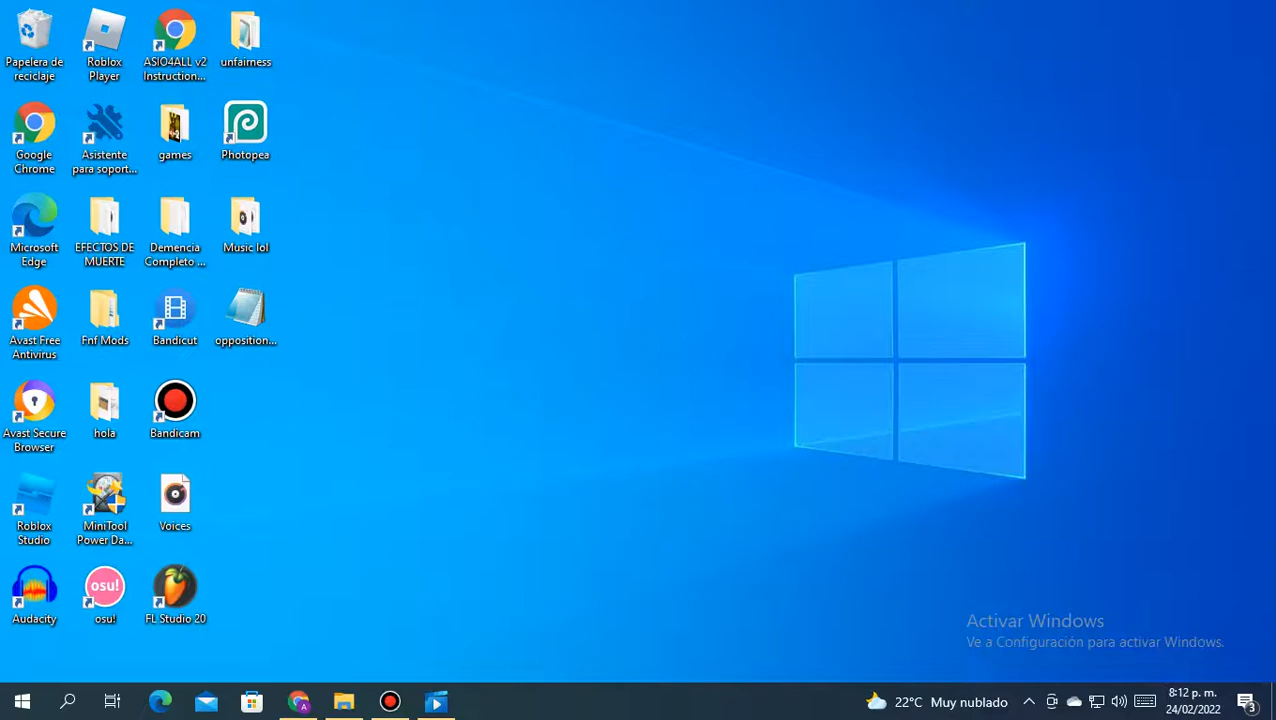 Papelera de
reciclaje
Roblox
Player
ASIO4ALL v2
Instruction...
unfairness
Google
Chrome
Asistente
para soport...
games
Photopea
Microsoft
Edge
EFECTOS DE
MUERTE
Demencia
Completo ...
Music lol
Avast Free
Antivirus
Fnf Mods
Bandicut
opposition...
Avast Secure
Browser
hola
Bandicam
Roblox
Studio
MiniTool
Power Da...
Voices
Audacity
osu!
osu!
FL Studio 20
Activar Windows
Ve a Configuración para activar Windows.
22°C Muy nublado
8:12 p. m.
24/02/2022
3